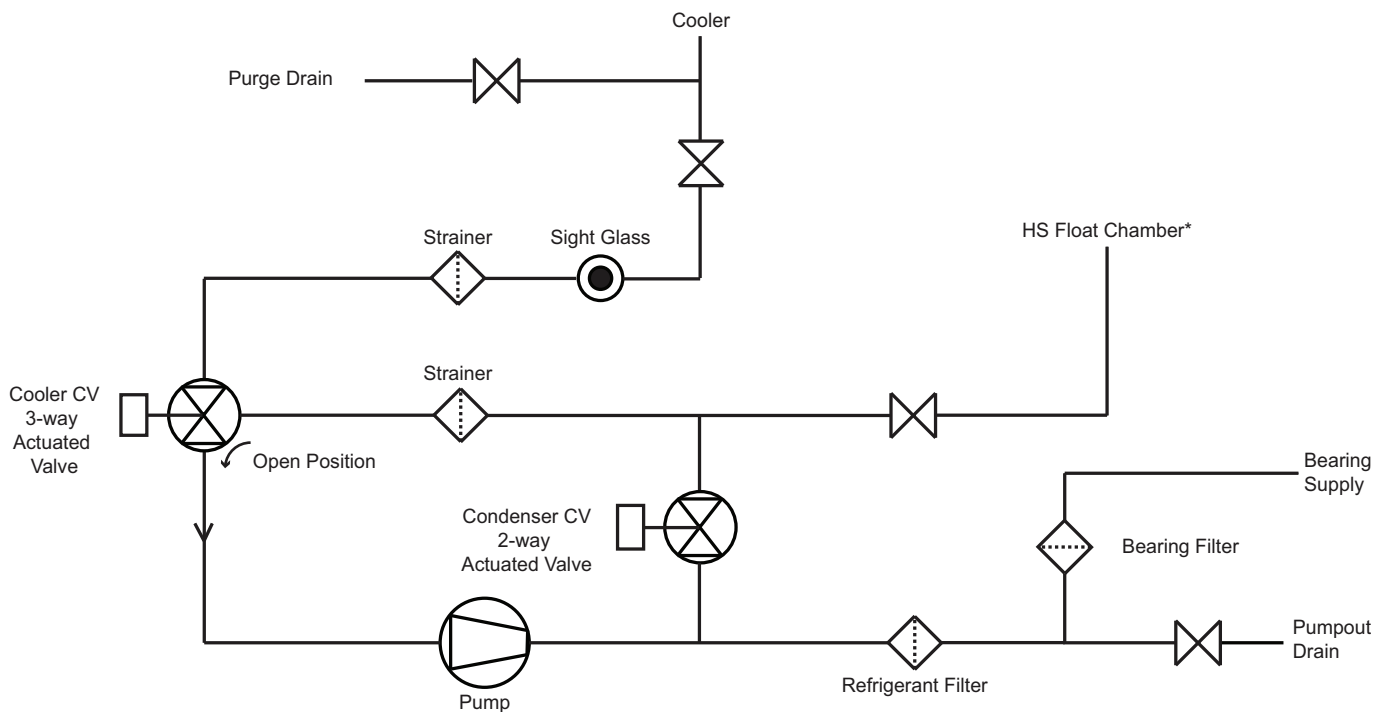 Cooler
Purge Drain
Strainer
Sight Glass
HS Float Chamber*
Cooler CV
3-way
Actuated
Valve
Strainer
Open Position
Condenser CV
2-way
Actuated Valve
Bearing
Supply
Bearing Filter
Pump
Refrigerant Filter
Pumpout
Drain